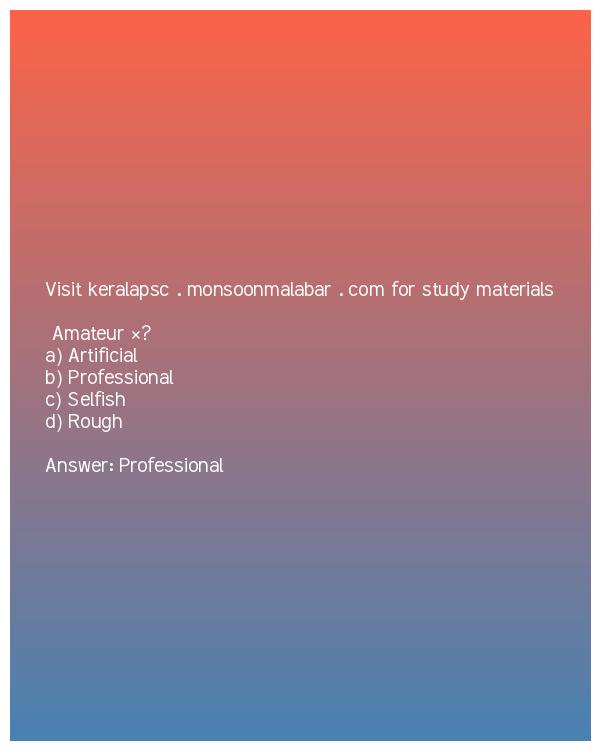 Visit keralapsc . monsoonmalabar . com for study materials
Amateur ×?
a) Artificial
b) Professional
c) Selfish
d) Rough
Answer: Professional